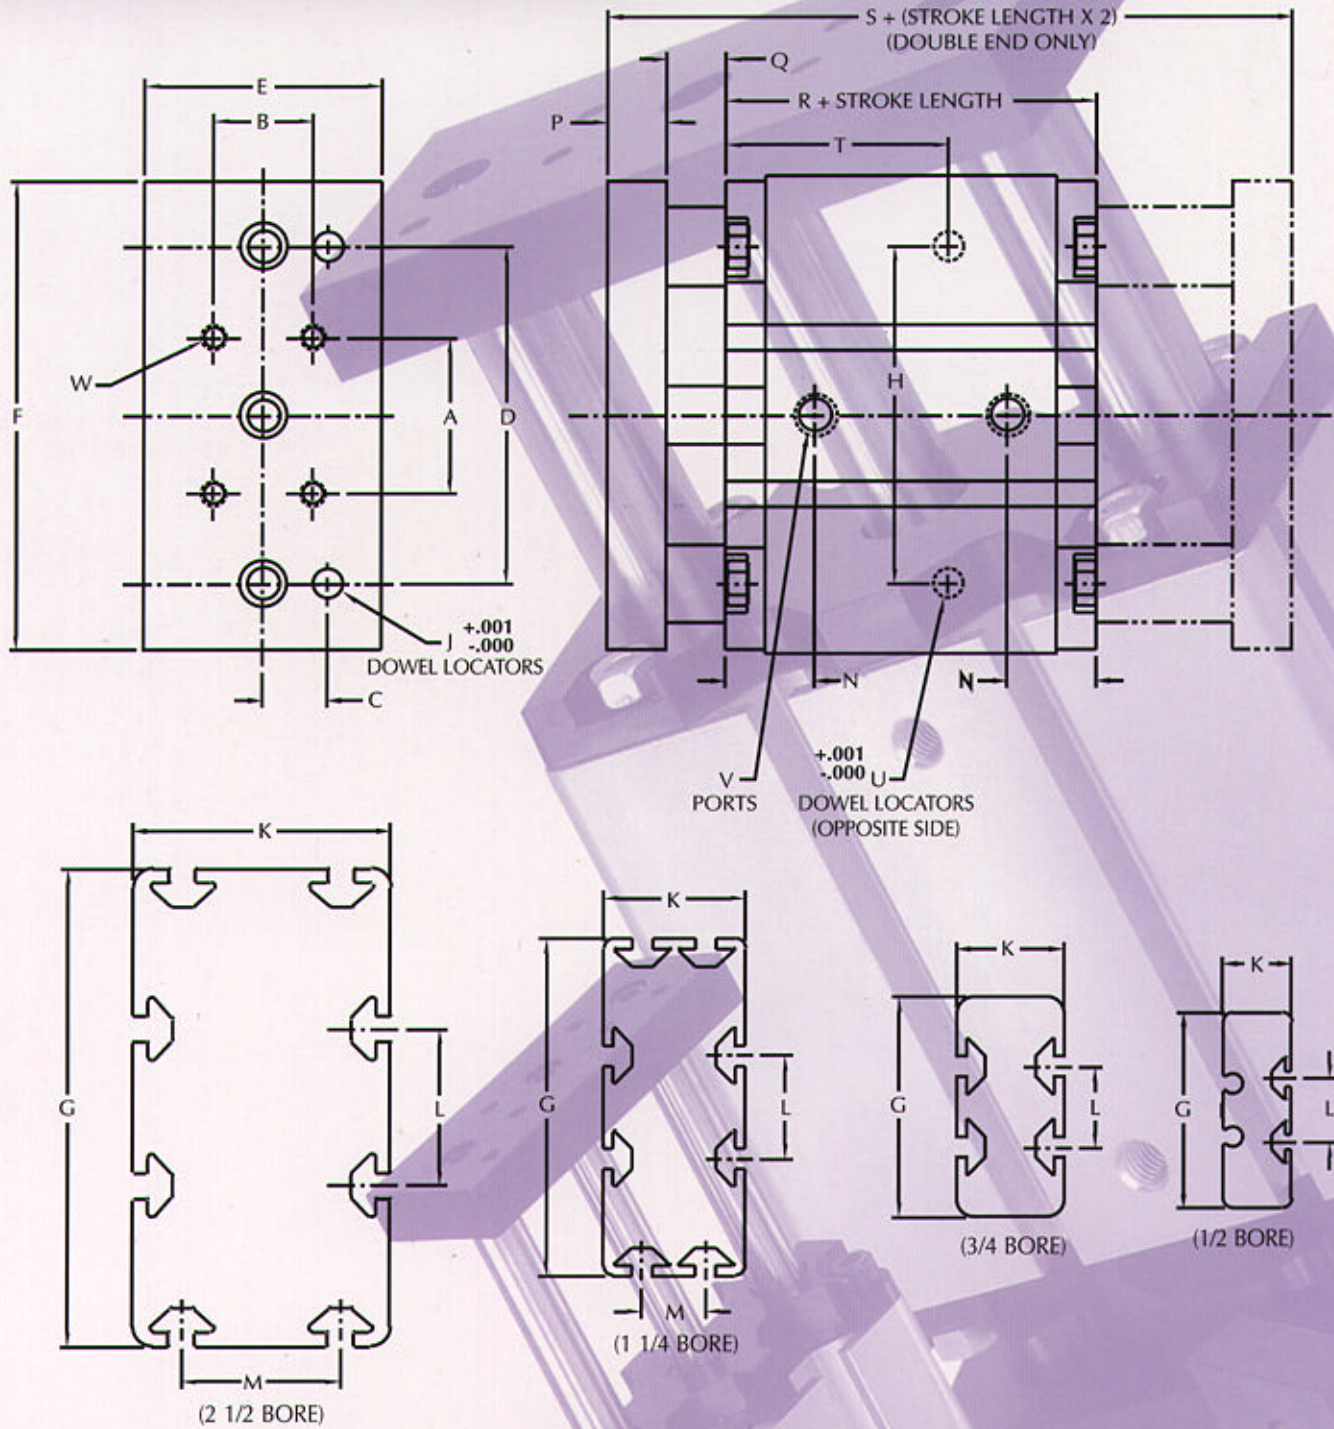 S + (STROKE LENGTH X 2)
(DOUBLE END ONLY)
Q
E
R + STROKE LENGTH
B
P
T
W
F
A
D
H
J +.001
-.000
DOWEL LOCATORS
C
N
N
V
PORTS
+.001
-.000 U
DOWEL LOCATORS
(OPPOSITE SIDE)
K
G
L
M
(2 1/2 BORE)
K
G
L
M
(1 1/4 BORE)
K
G
L
(3/4 BORE)
K
G
L
(1/2 BORE)